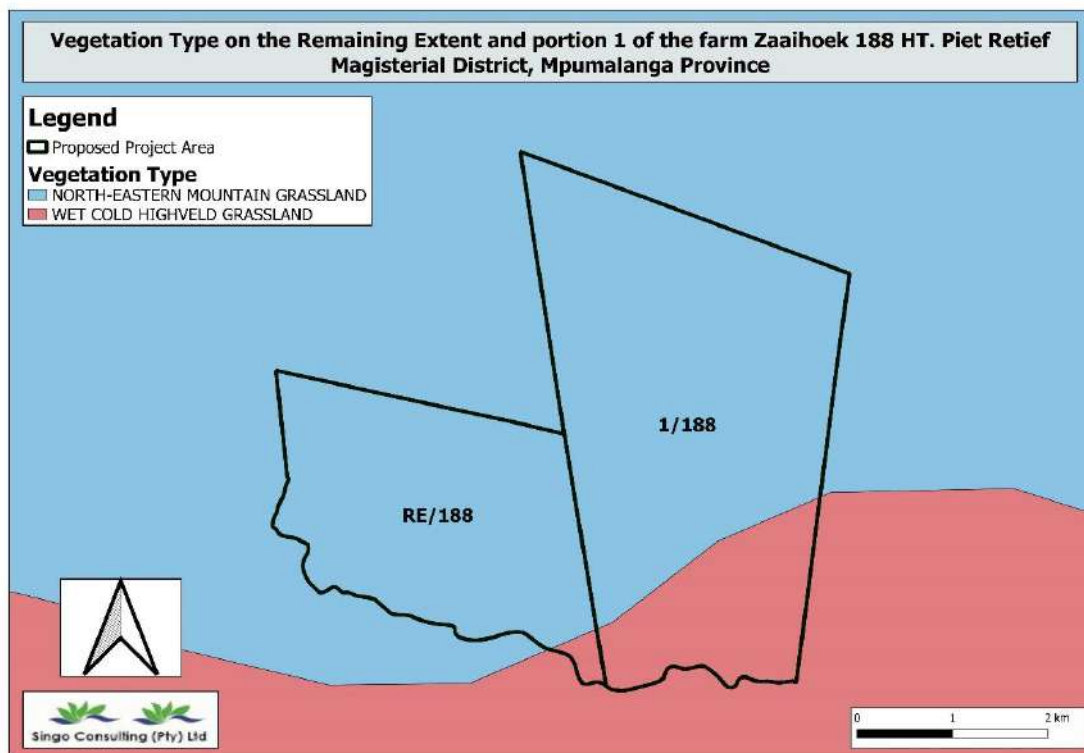 Vegetation Type on the Remaining Extent and portion 1 of the farm Zaaihoek 188 HT. Piet Retief
Magisterial District, Mpumalanga Province
Legend
Proposed Project Area
Vegetation Type
NORTH-EASTERN MOUNTAIN GRASSLAND
WET COLD HIGHVELD GRASSLAND
1/188
RE/188
Singo Consulting (Pty) Ltd
0 1 2 km